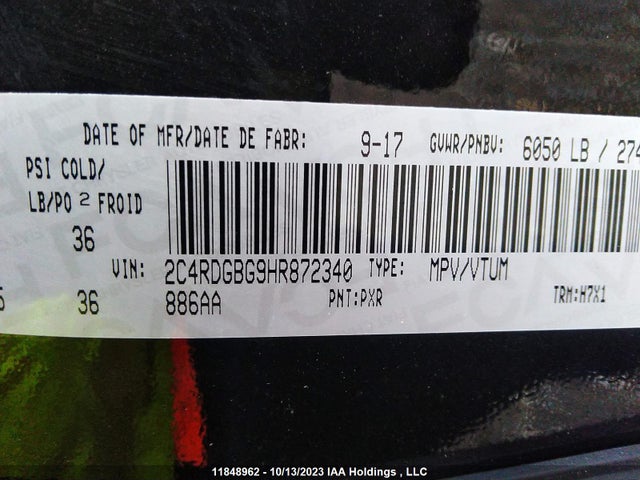 DATE OF MFR/DATE DE FABR: 9-17 GVWR/PNBV: 6050 LB / 274
PSI COLD/
LB/PO 2 FROID
36
VIN: 2C4RDGBG9HR872340 TYPE: MPV/VTUM
36 886AA PNT:PXR TRM:H7X1
11848962 - 10/13/2023 IAA Holdings , LLC